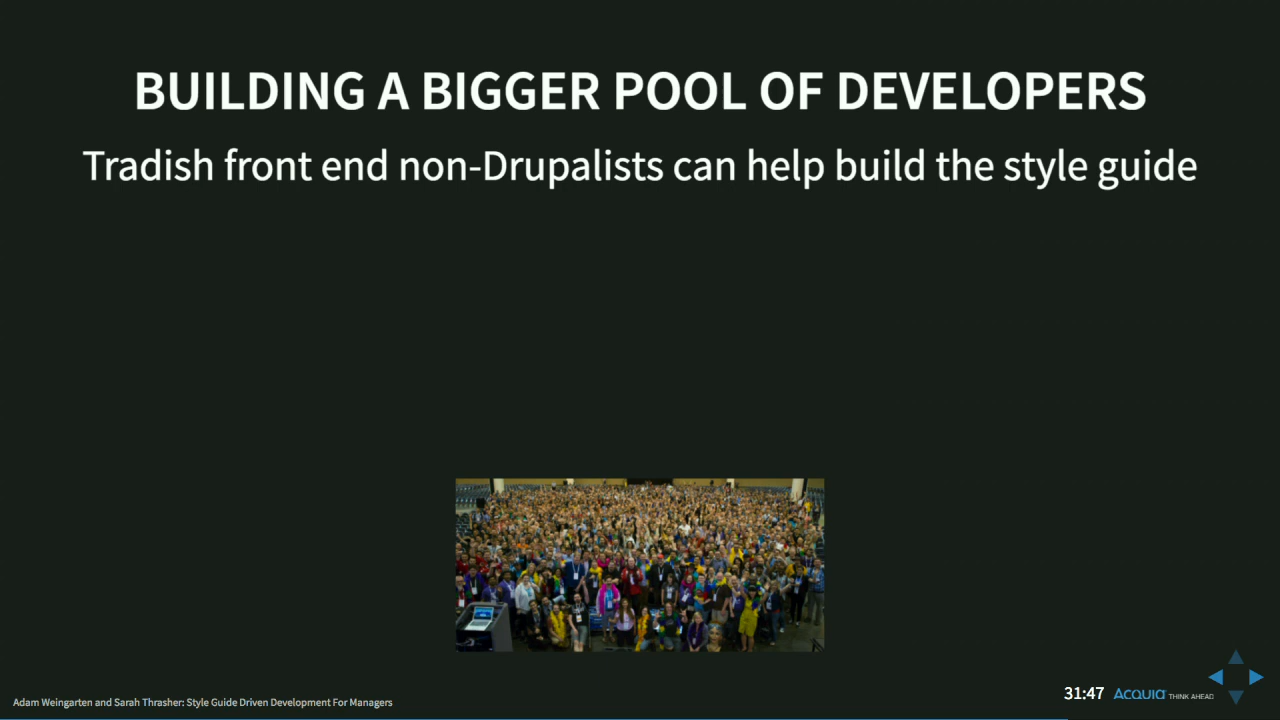 BUILDING A BIGGER POOL OF DEVELOPERS
Tradish front end non-Drupalists can help build the style guide
Adam Weingarten and Sarah Thrasher: Style Guide Driven Development For Managers
31:47 Acquia THINK AHEAD